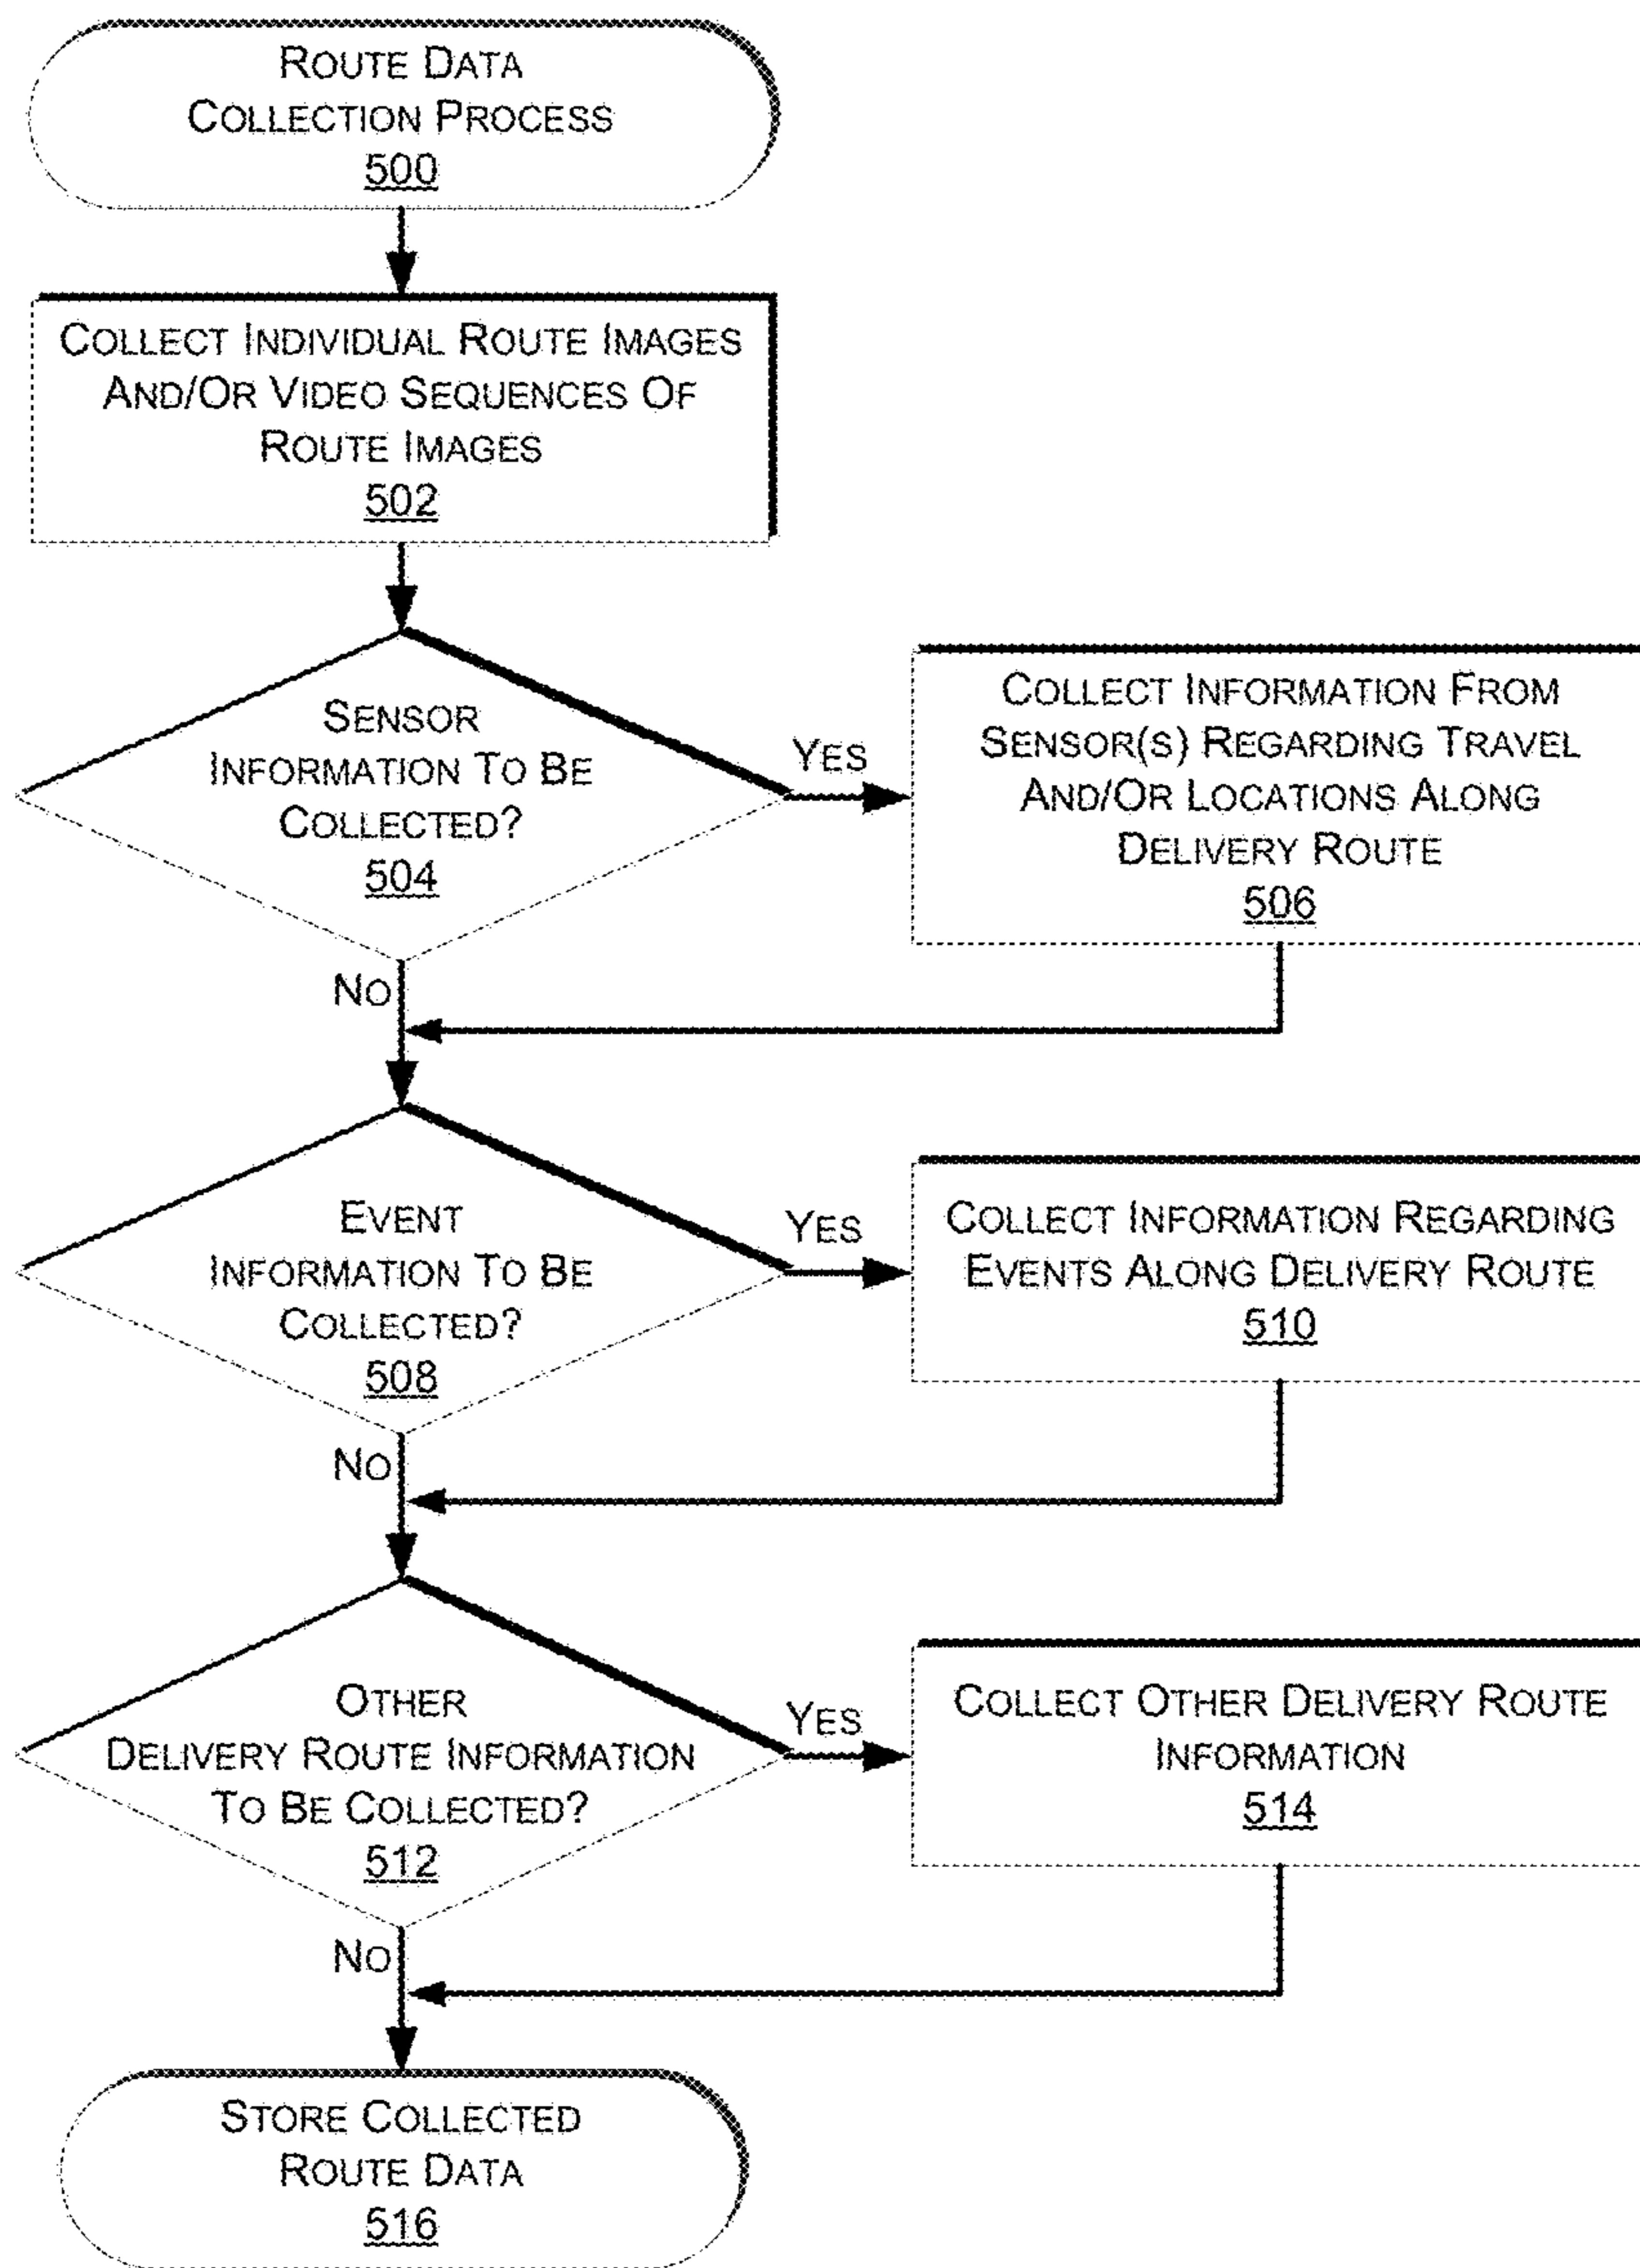 ROUTE DATA
COLLECTION PROCESS
500
COLLECT INDIVIDUAL ROUTE IMAGES
AND/OR VIDEO SEQUENCES OF
ROUTE IMAGES
502
SENSOR
INFORMATION TO BE
COLLECTED?
504
YES
COLLECT INFORMATION FROM
SENSOR(S) REGARDING TRAVEL
AND/OR LOCATIONS ALONG
DELIVERY ROUTE
506
NO
EVENT
INFORMATION TO BE
COLLECTED?
508
YES
COLLECT INFORMATION REGARDING
EVENTS ALONG DELIVERY ROUTE
510
NO
OTHER
DELIVERY ROUTE INFORMATION
TO BE COLLECTED?
512
YES
COLLECT OTHER DELIVERY ROUTE
INFORMATION
514
NO
STORE COLLECTED
ROUTE DATA
516